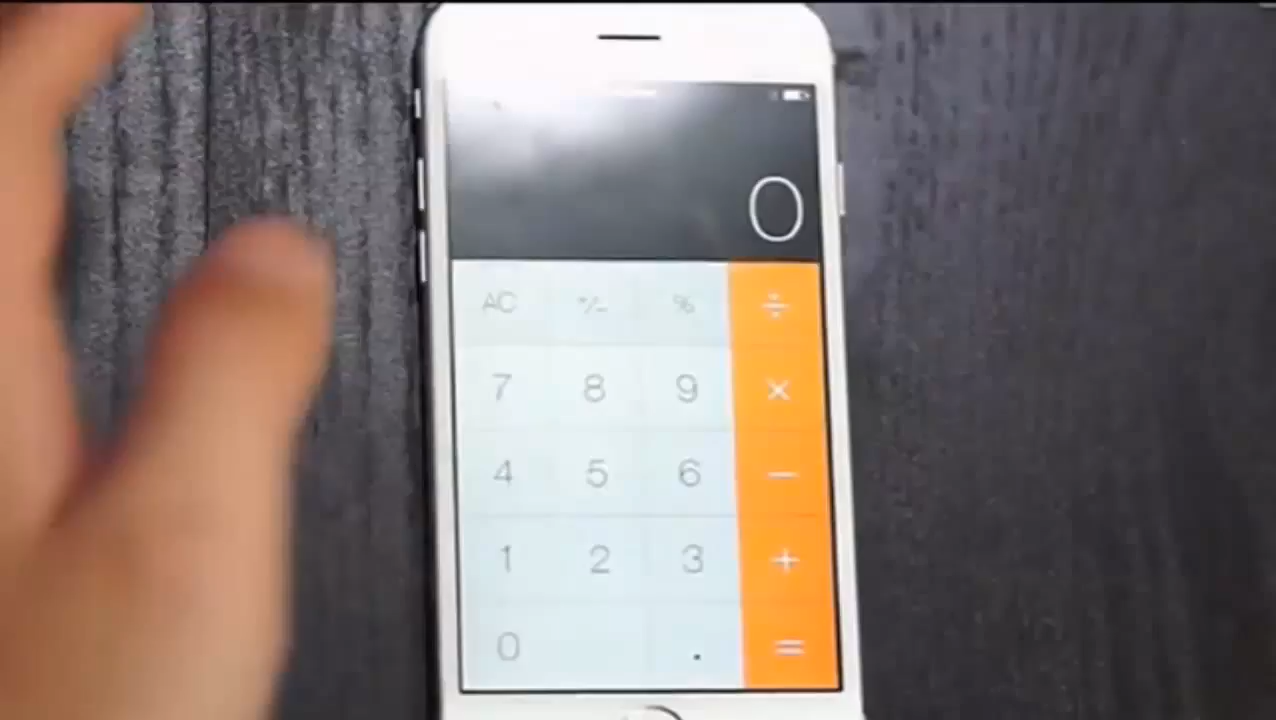 0
AC +/- % ÷
7 8 9 ×
4 5 6 −
1 2 3 +
0 . =